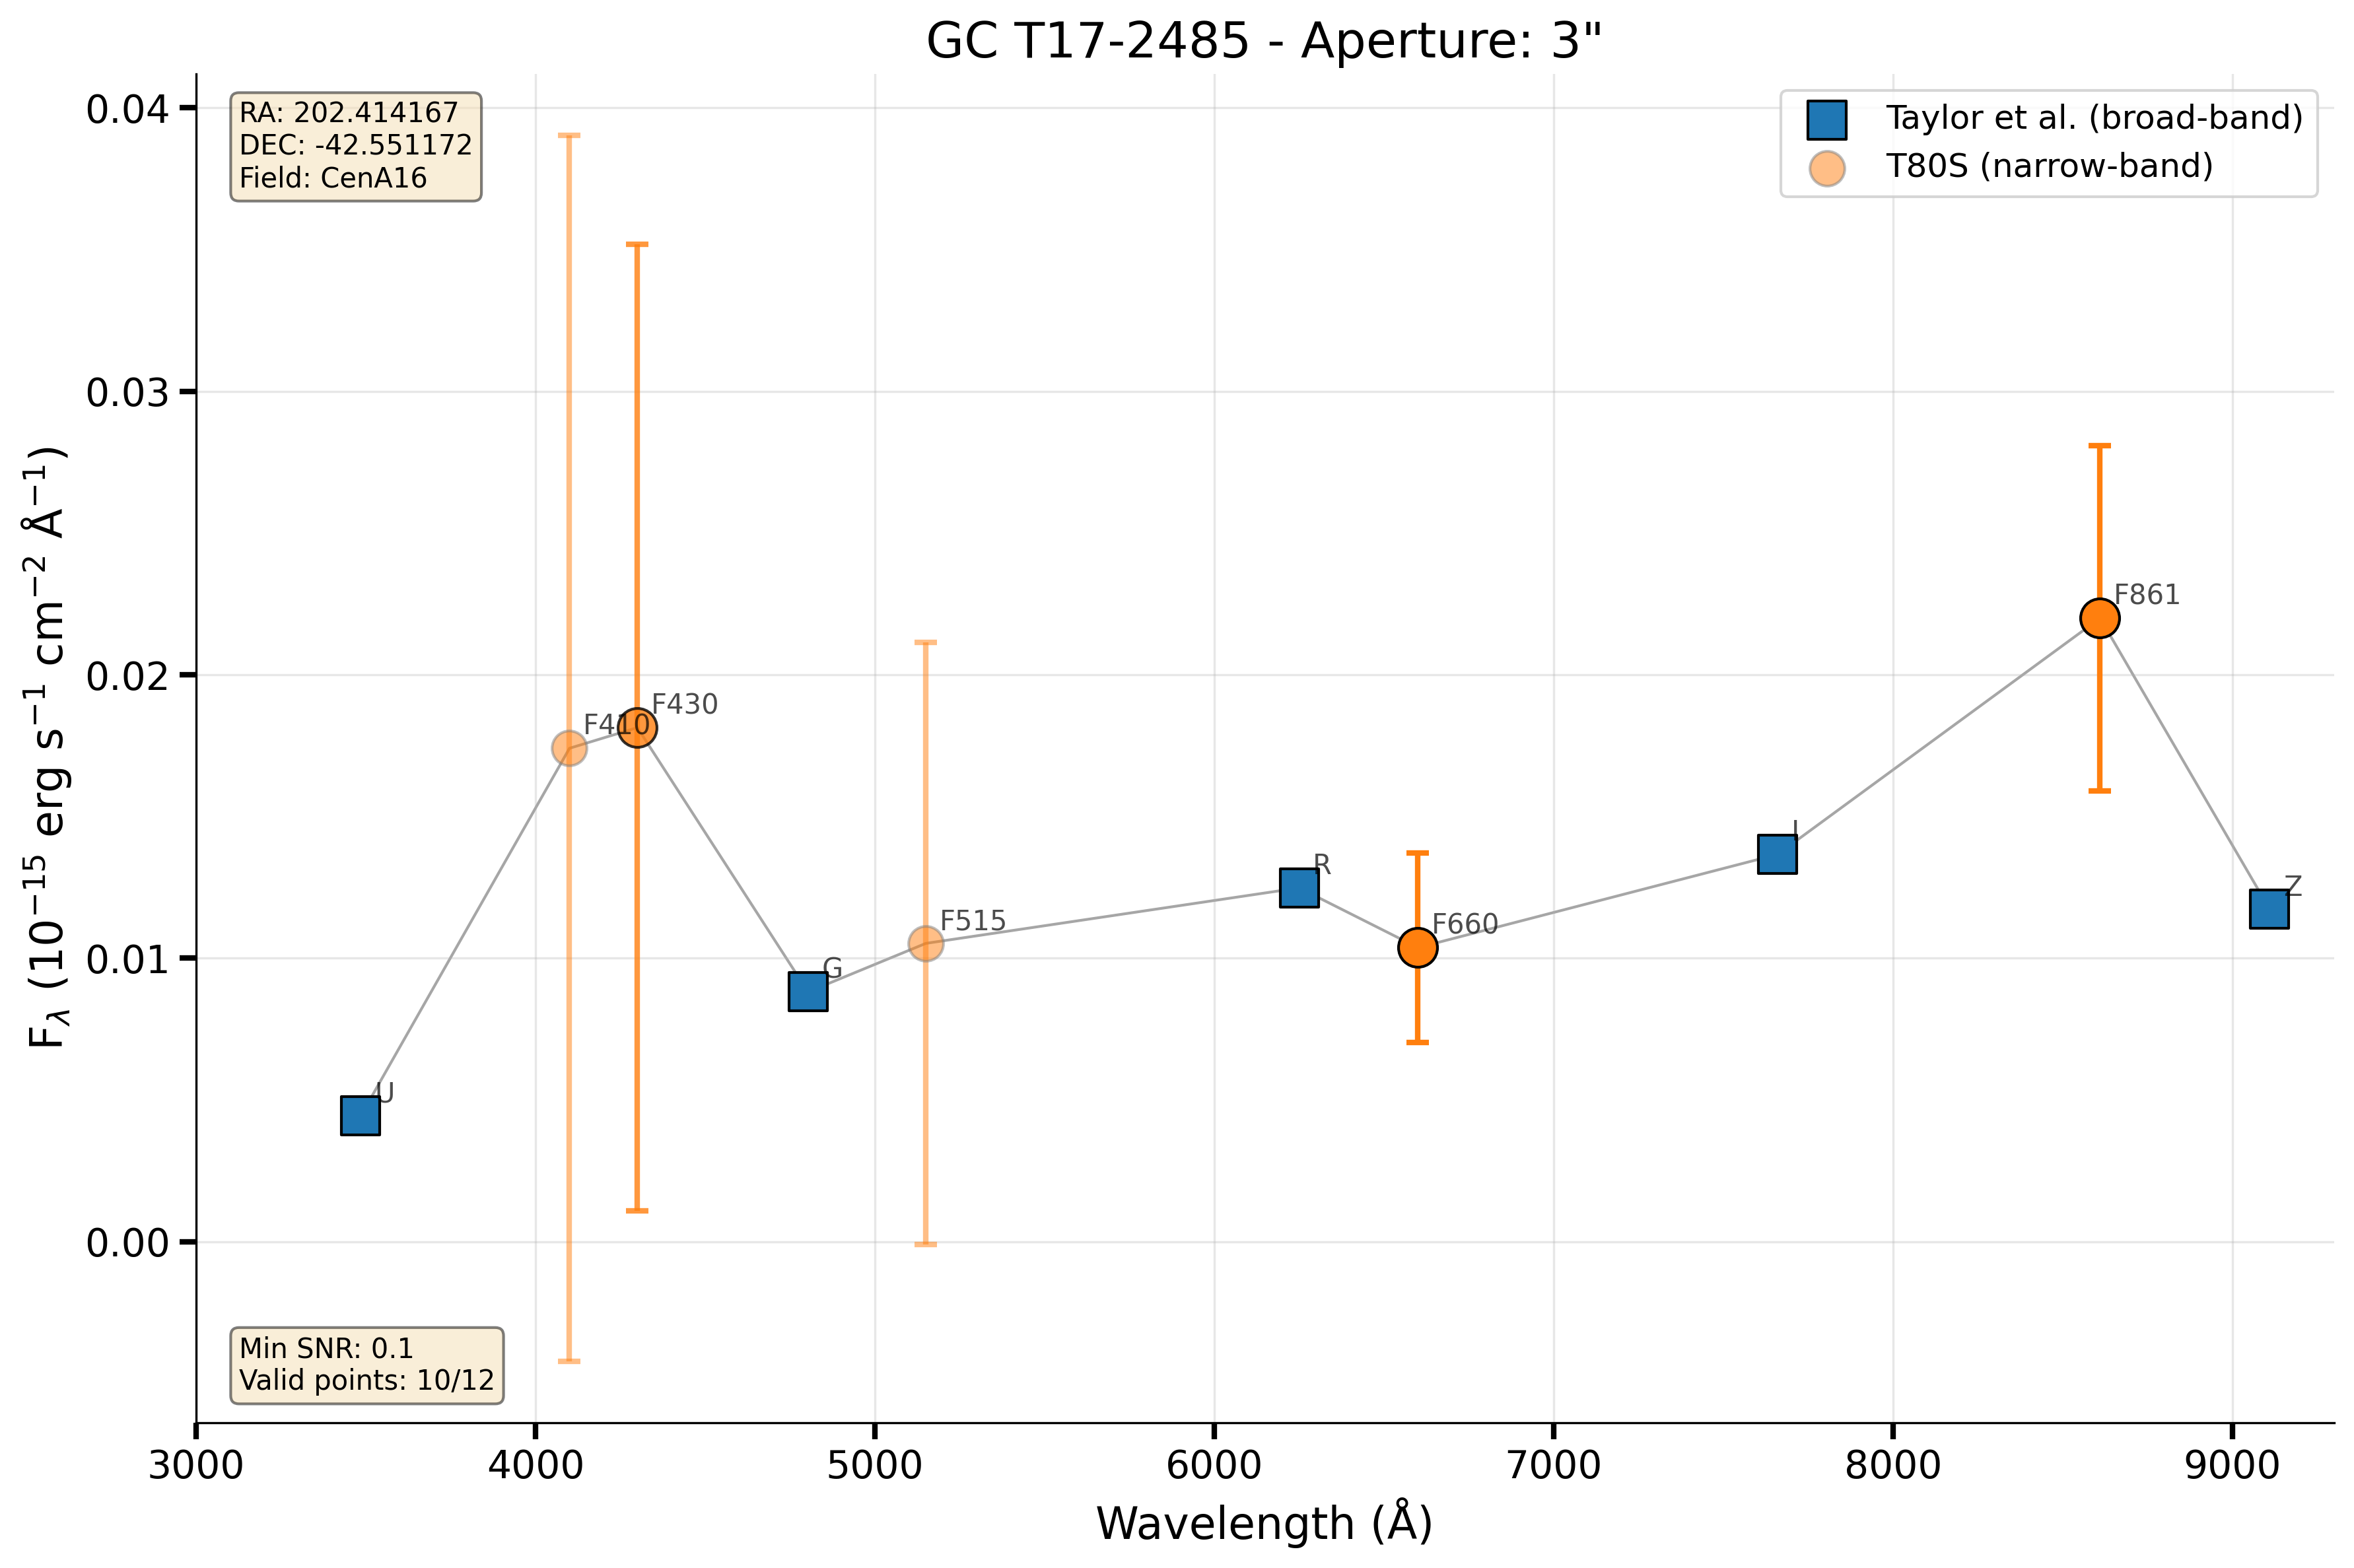 GC T17-2485 - Aperture: 3"
RA: 202.414167
DEC: -42.551172
Field: CenA16
Taylor et al. (broad-band)
T80S (narrow-band)
0.04
0.03
0.02
0.01
0.00
F_λ (10⁻¹⁵ erg s⁻¹ cm⁻² Å⁻¹)
U
F410
F430
G
F515
R
F660
I
F861
Z
Min SNR: 0.1
Valid points: 10/12
3000 4000 5000 6000 7000 8000 9000
Wavelength (Å)